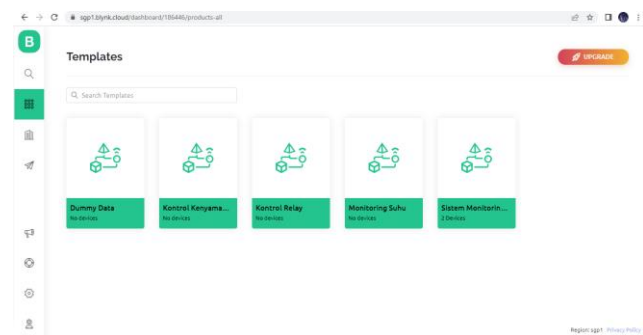 sgp1.blynk.cloud/dashboard/186446/products-all
B
Templates
UPGRADE
Search Templates
Dummy Data
No devices
Kontrol Kenyama...
No devices
Kontrol Relay
No devices
Monitoring Suhu
No devices
Sistem Monitorin...
2 Devices
Region: sgp1 Privacy Policy